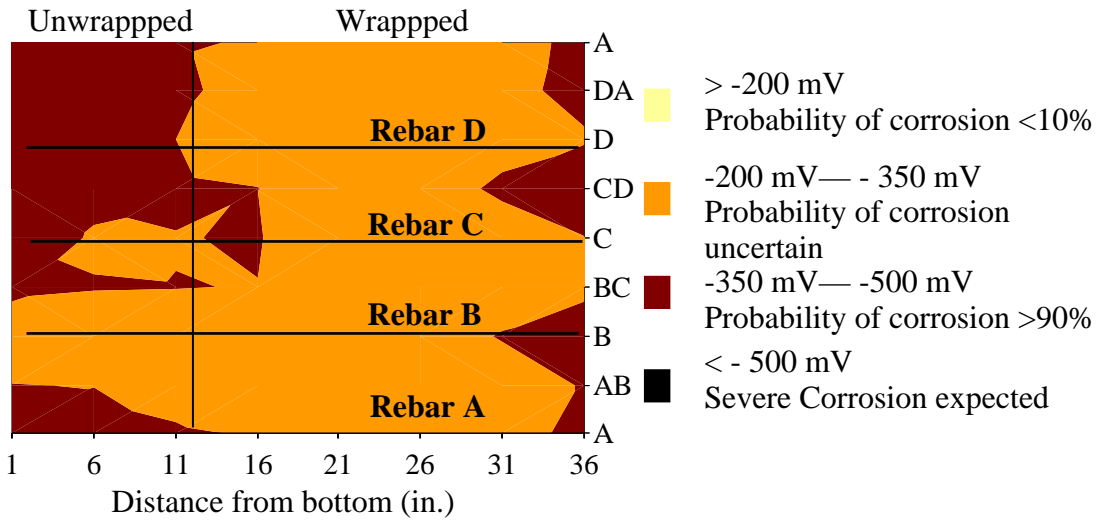 Unwrappped Wrappped
A
DA
D
CD
C
BC
B
AB
A
Rebar D
Rebar C
Rebar B
Rebar A
1 6 11 16 21 26 31 36
Distance from bottom (in.)
> -200 mV
Probability of corrosion <10%
-200 mV— - 350 mV
Probability of corrosion
uncertain
-350 mV— -500 mV
Probability of corrosion >90%
< - 500 mV
Severe Corrosion expected